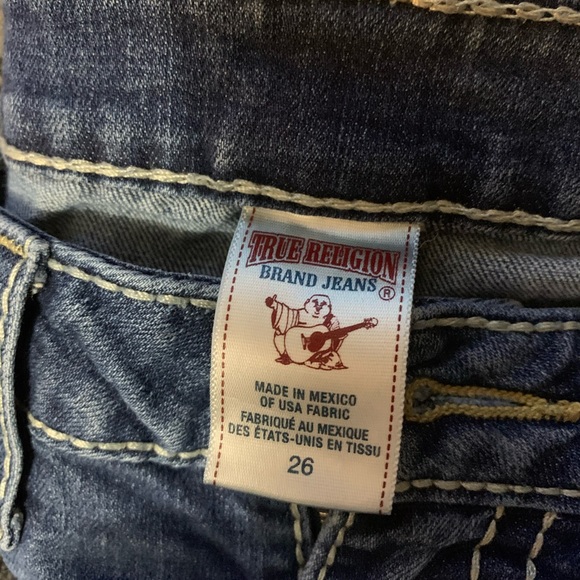 TRUE RELIGION
BRAND JEANS®
MADE IN MEXICO
OF USA FABRIC
FABRIQUÉ AU MEXIQUE
DES ÉTATS-UNIS EN TISSU
26